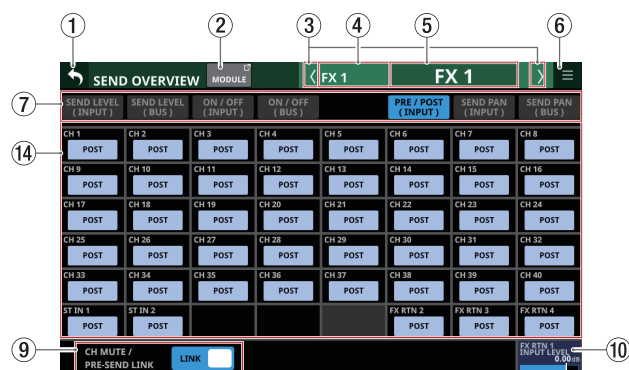 1 2 3 4 5 6
SEND OVERVIEW MODULE FX 1 FX 1
7
SEND LEVEL (INPUT) SEND LEVEL (BUS) ON / OFF (INPUT) ON / OFF (BUS) PRE / POST (INPUT) SEND PAN (INPUT) SEND PAN (BUS)
14
CH 1 CH 2 CH 3 CH 4 CH 5 CH 6 CH 7 CH 8
POST POST POST POST POST POST POST POST
CH 9 CH 10 CH 11 CH 12 CH 13 CH 14 CH 15 CH 16
POST POST POST POST POST POST POST POST
CH 17 CH 18 CH 19 CH 20 CH 21 CH 22 CH 23 CH 24
POST POST POST POST POST POST POST POST
CH 25 CH 26 CH 27 CH 28 CH 29 CH 30 CH 31 CH 32
POST POST POST POST POST POST POST POST
CH 33 CH 34 CH 35 CH 36 CH 37 CH 38 CH 39 CH 40
POST POST POST POST POST POST POST POST
ST IN 1 ST IN 2 FX RTN 2 FX RTN 3 FX RTN 4
POST POST POST POST POST
9
CH MUTE /
PRE-SEND LINK
LINK
FX RTN 1
INPUT LEVEL
0.00 dB
10